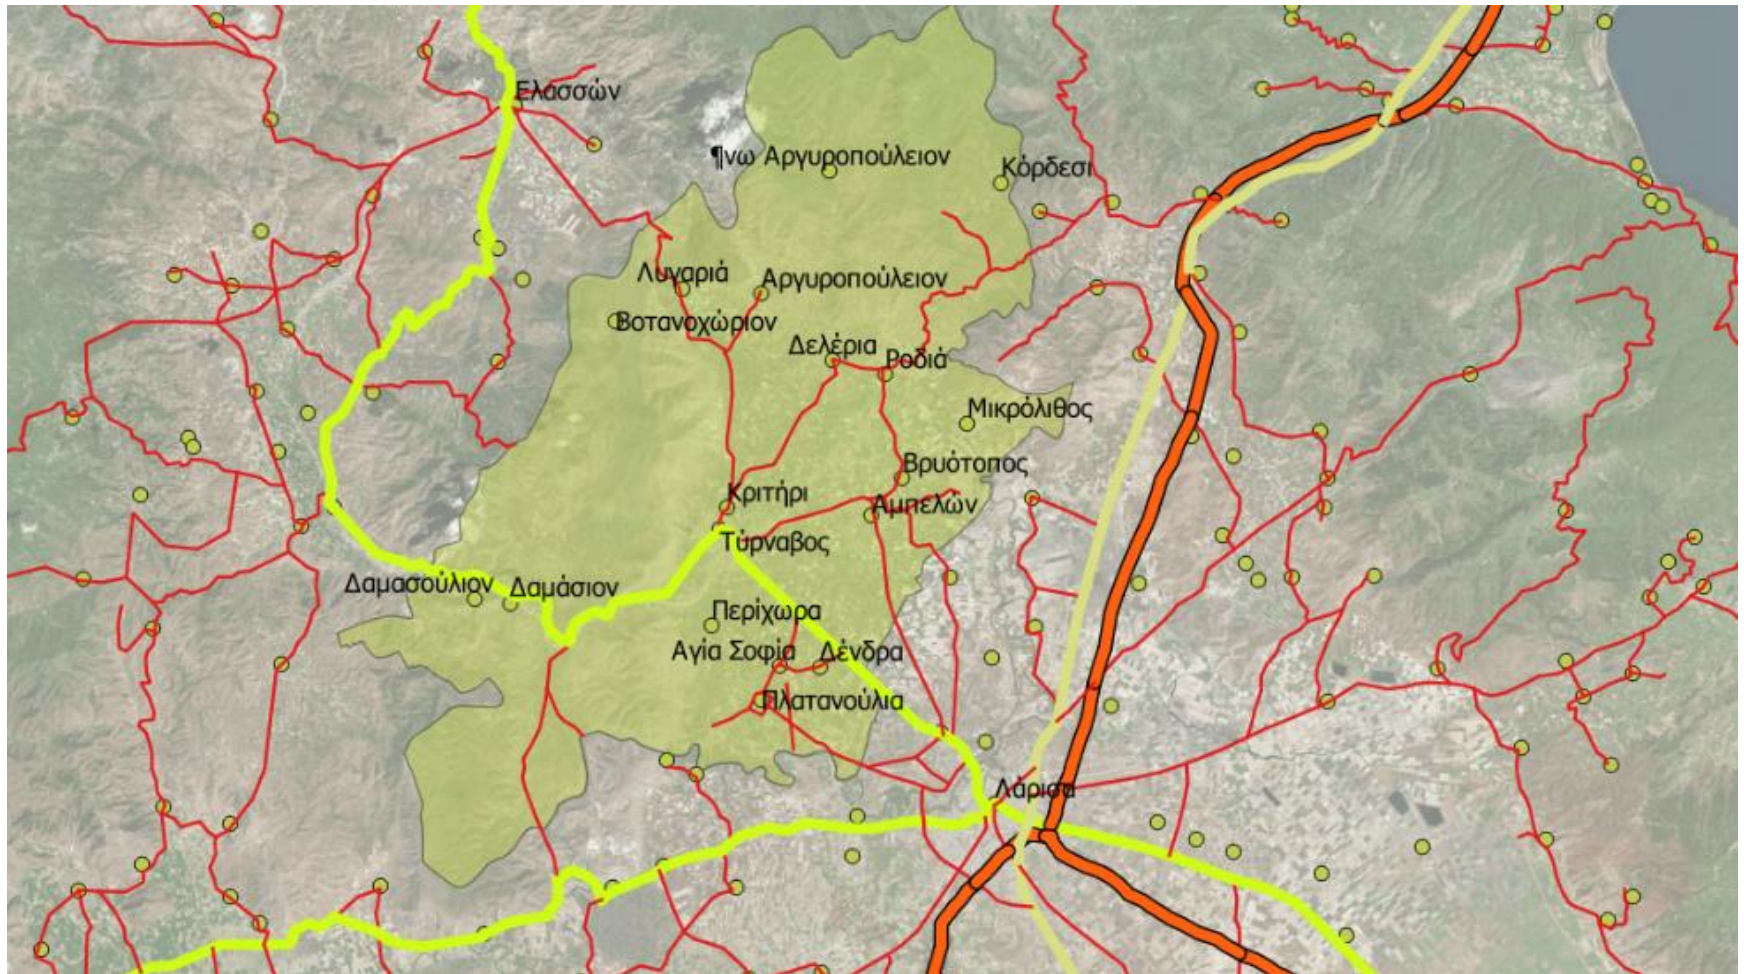 Ελασσών
¶νω Αργυροπούλειον
Κόρδεσι
Λυγαριά
Αργυροπούλειον
Βοτανοχώριον
Δελέρια
Ροδιά
Μικρόλιθος
Βρυότοπος
Κριτήρι
Αμπελών
Τύρναβος
Δαμασούλιον
Δαμάσιον
Περίχωρα
Αγία Σοφία
Δένδρα
Πλατανούλια
Λάρισα